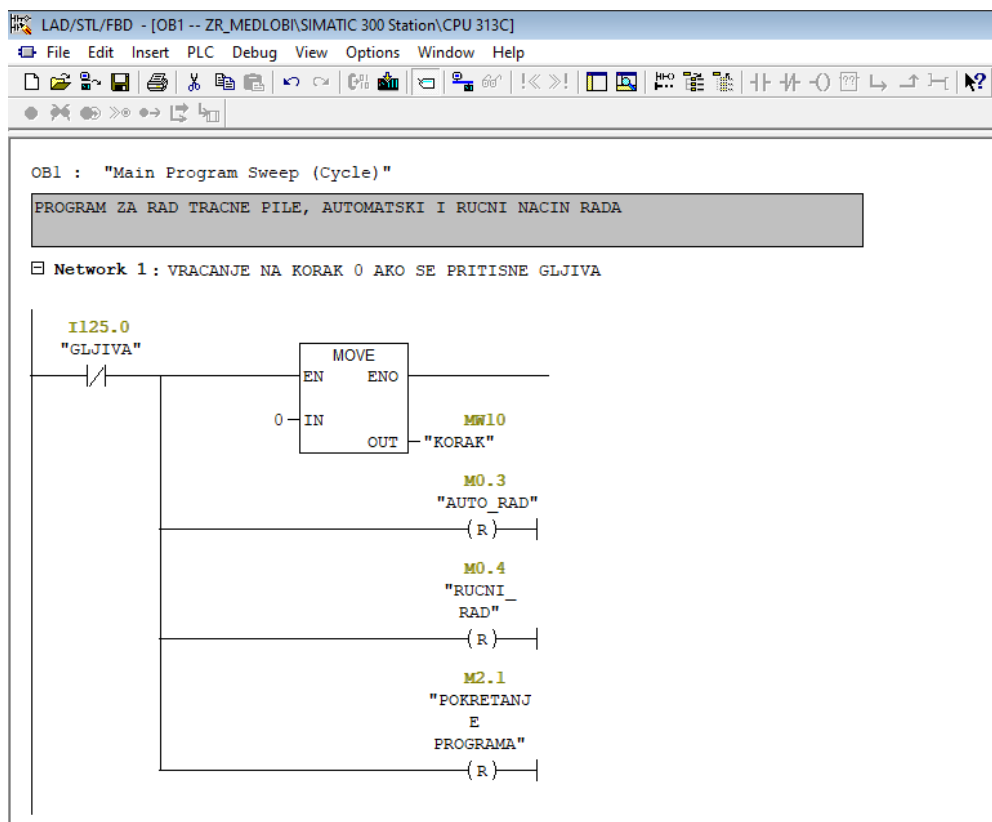 LAD/STL/FBD - [OB1 -- ZR_MEDLOBI\SIMATIC 300 Station\CPU 313C]
File Edit Insert PLC Debug View Options Window Help
OB1 : "Main Program Sweep (Cycle)"
PROGRAM ZA RAD TRACNE PILE, AUTOMATSKI I RUCNI NACIN RADA
Network 1: VRACANJE NA KORAK 0 AKO SE PRITISNE GLJIVA
I125.0
"GLJIVA"
MOVE
EN ENO
0 IN
MW10
OUT "KORAK"
M0.3
"AUTO_RAD"
R
M0.4
"RUCNI_
RAD"
R
M2.1
"POKRETANJ
E
PROGRAMA"
R